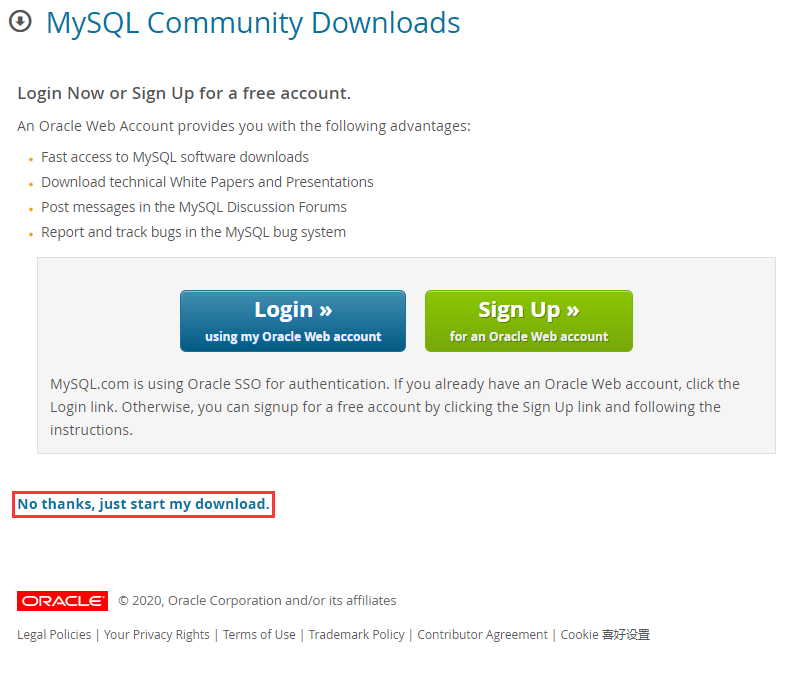 MySQL Community Downloads
Login Now or Sign Up for a free account.
An Oracle Web Account provides you with the following advantages:
Fast access to MySQL software downloads
Download technical White Papers and Presentations
Post messages in the MySQL Discussion Forums
Report and track bugs in the MySQL bug system
Login »
using my Oracle Web account
Sign Up »
for an Oracle Web account
MySQL.com is using Oracle SSO for authentication. If you already have an Oracle Web account, click the
Login link. Otherwise, you can signup for a free account by clicking the Sign Up link and following the
instructions.
No thanks, just start my download.
ORACLE © 2020, Oracle Corporation and/or its affiliates
Legal Policies | Your Privacy Rights | Terms of Use | Trademark Policy | Contributor Agreement | Cookie 喜好设置